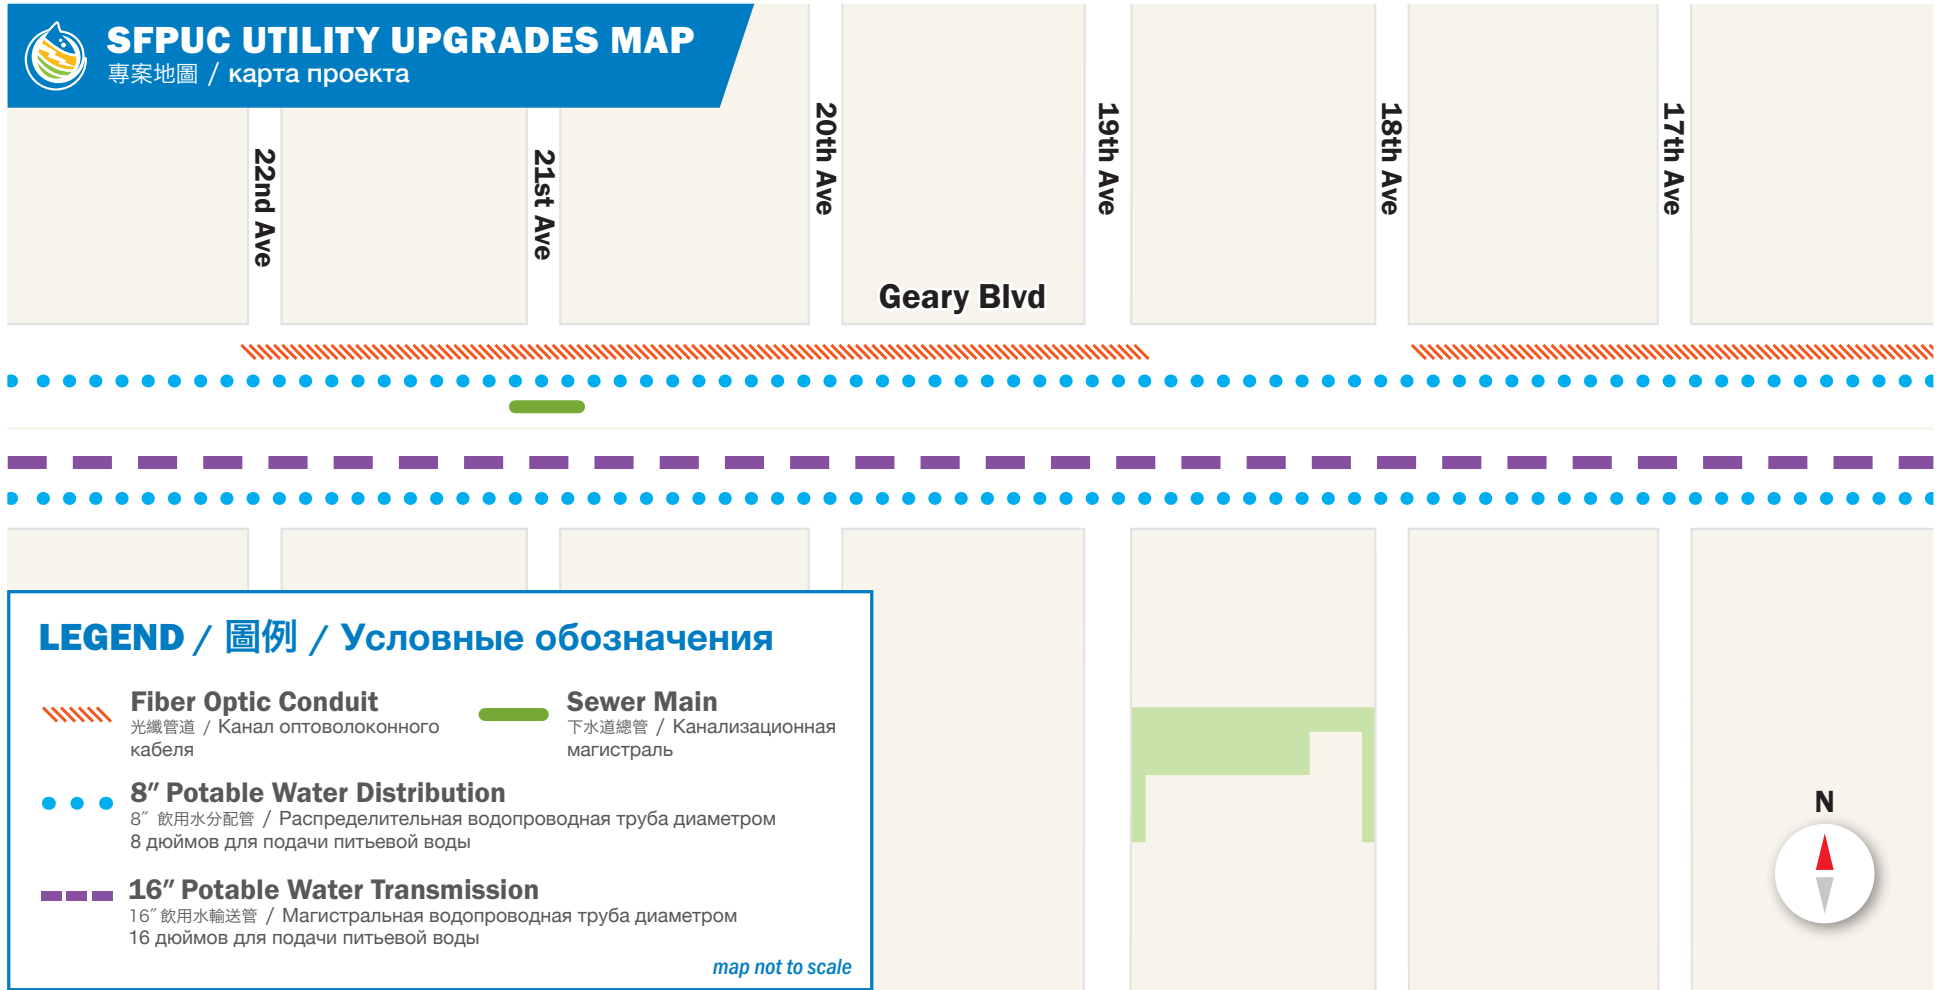 SFPUC UTILITY UPGRADES MAP
專案地圖 / карта проекта
22nd Ave
21st Ave
20th Ave
19th Ave
18th Ave
17th Ave
Geary Blvd
LEGEND / 圖例 / Условные обозначения
Fiber Optic Conduit
光纖管道 / Канал оптоволоконного
кабеля
Sewer Main
下水道總管 / Канализационная
магистраль
8″ Potable Water Distribution
8″ 飲用水分配管 / Распределительная водопроводная труба диаметром
8 дюймов для подачи питьевой воды
16″ Potable Water Transmission
16″ 飲用水輸送管 / Магистральная водопроводная труба диаметром
16 дюймов для подачи питьевой воды
map not to scale
N